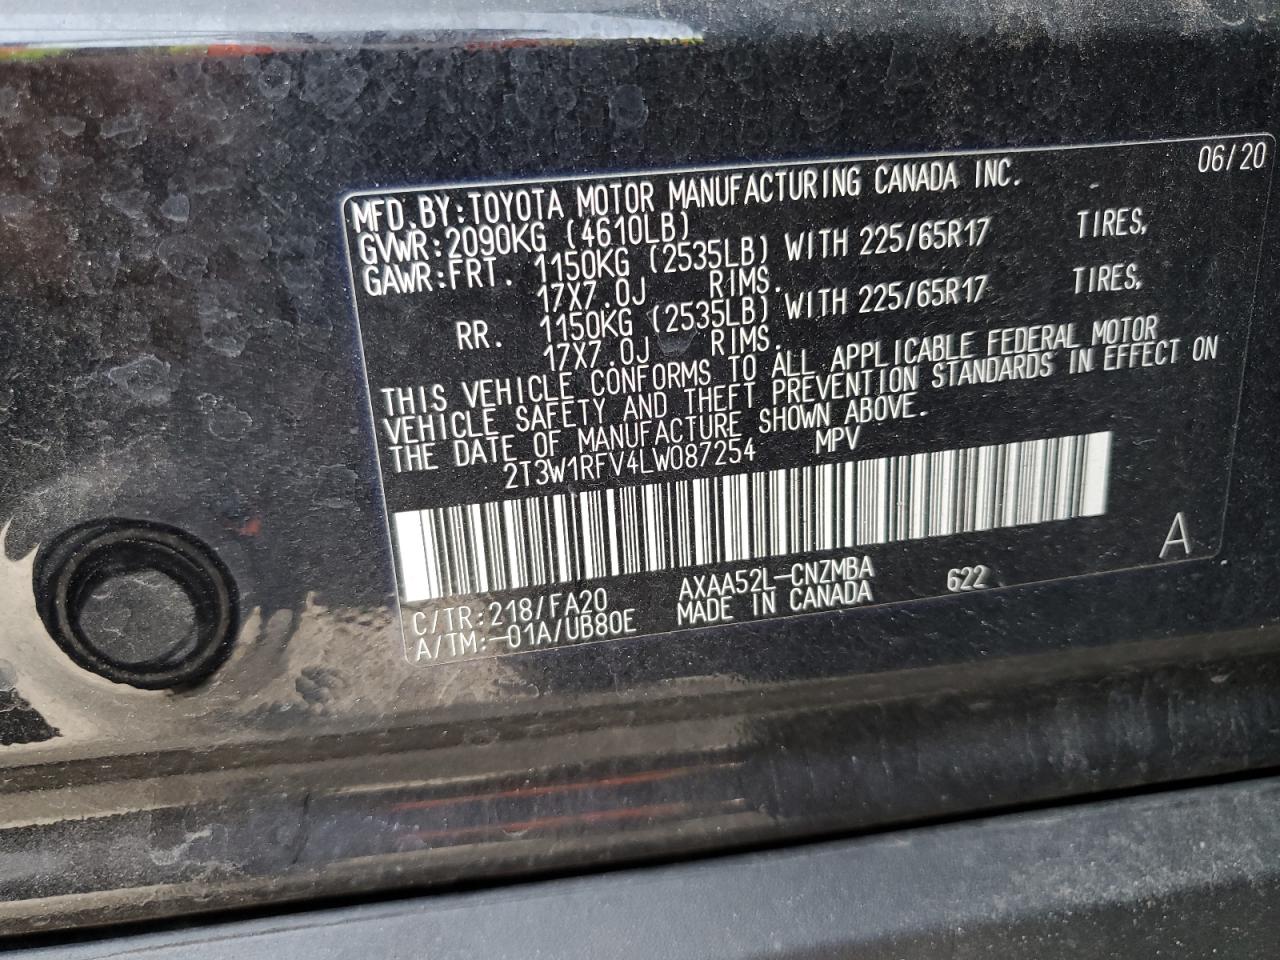 06/20
MFD.BY:TOYOTA MOTOR MANUFACTURING CANADA INC.
GVWR:2090KG (4610LB)
GAWR:FRT. 1150KG (2535LB) WITH 225/65R17 TIRES,
17X7.0J RIMS.
RR. 1150KG (2535LB) WITH 225/65R17 TIRES,
17X7.0J RIMS.
THIS VEHICLE CONFORMS TO ALL APPLICABLE FEDERAL MOTOR
VEHICLE SAFETY AND THEFT PREVENTION STANDARDS IN EFFECT ON
THE DATE OF MANUFACTURE SHOWN ABOVE.
2T3W1RFV4LW087254 MPV
A
C/TR:218/FA20 AXAA52L-CNZMBA 622
A/TM:-01A/UB80E MADE IN CANADA